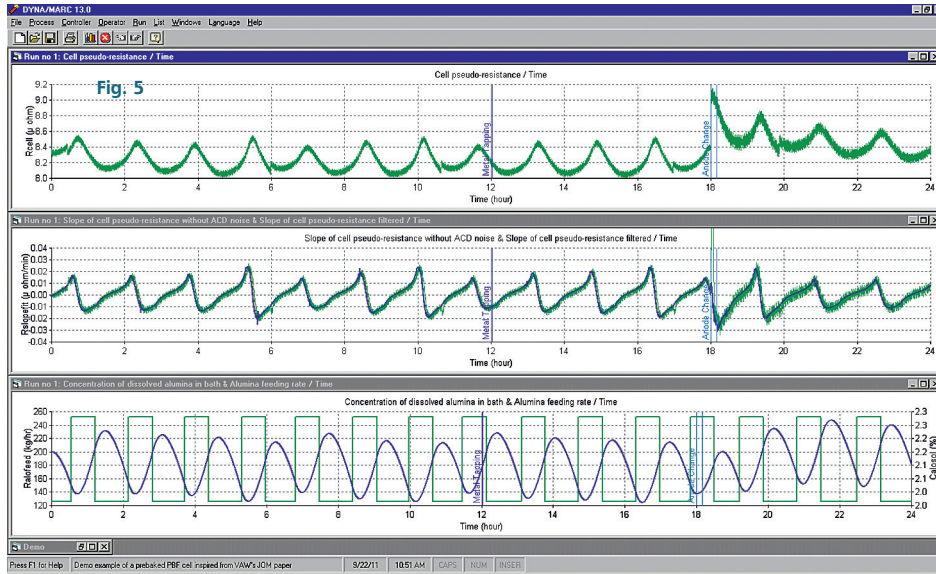 DYNA/MARC 13.0
File Process Controller Operator Run List Windows Language Help
Run no 1: Cell pseudo-resistance / Time
Fig. 5
Cell pseudo-resistance / Time
Rcell (µ ohm)
9.2
9.0
8.8
8.6
8.4
8.2
8.0
Metal Tapping
Anode Change
0 2 4 6 8 10 12 14 16 18 20 22 24
Time (hour)
Run no 1: Slope of cell pseudo-resistance without ACD noise & Slope of cell pseudo-resistance filtered / Time
Slope of cell pseudo-resistance without ACD noise & Slope of cell pseudo-resistance filtered / Time
0.04
0.03
0.02
0.01
0.00
-0.01
-0.02
-0.03
-0.04
Metal Tapping
Anode Change
0 2 4 6 8 10 12 14 16 18 20 22 24
Time (hour)
Run no 1: Concentration of dissolved alumina in bath & Alumina feeding rate / Time
Concentration of dissolved alumina in bath & Alumina feeding rate / Time
Ralofeed (kg/hr)
260
240
220
200
180
160
140
120
Metal Tapping
Anode Change
2.3
2.3
2.2
2.2
2.1
2.1
2.0
2.0
Calosol (%)
0 2 4 6 8 10 12 14 16 18 20 22 24
Time (hour)
Demo
Press F1 for Help Demo example of a prebaked PBF cell inspired from VAW's JOM paper 9/22/11 10:51 AM CAPS NUM INSER